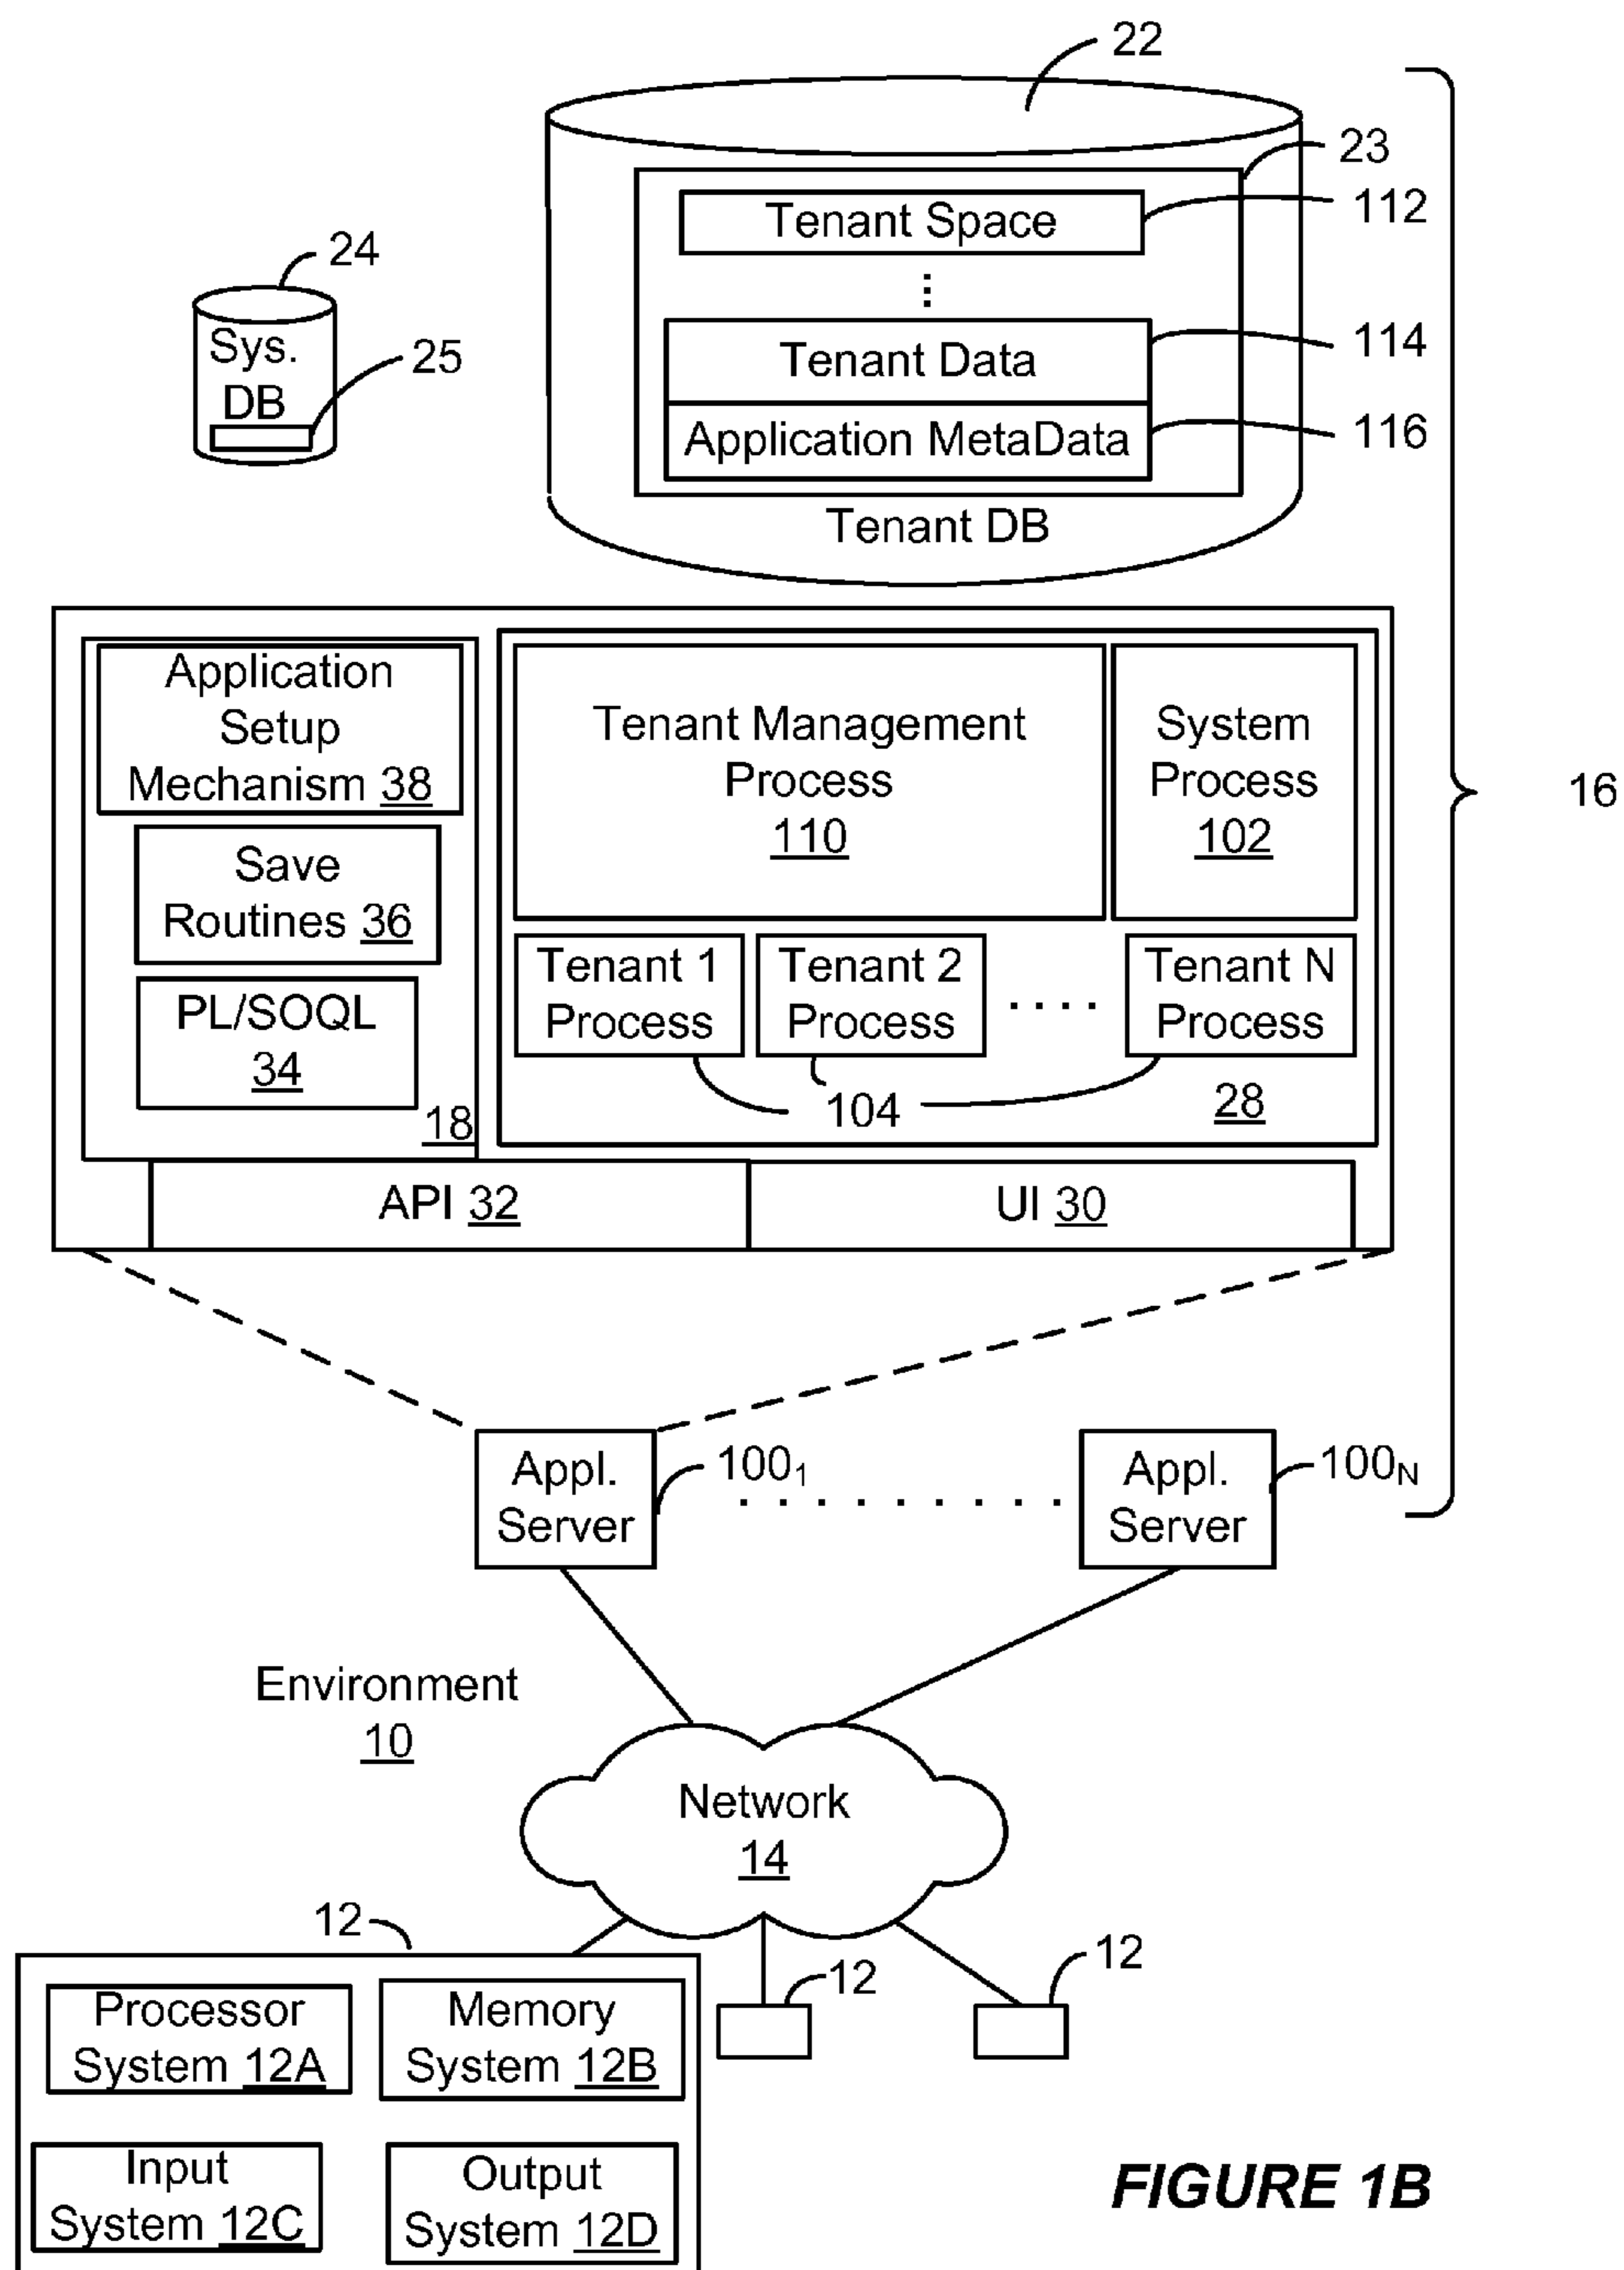 22
23
Tenant Space
112
24
Sys.
DB
25
Tenant Data
114
Application MetaData
116
Tenant DB
Application
Setup
Mechanism 38
Tenant Management
Process
110
System
Process
102
16
Save
Routines 36
PL/SOQL
34
18
Tenant 1
Process
Tenant 2
Process
. . . .
Tenant N
Process
104
28
API 32
UI 30
Appl.
Server
100₁
. . . . . . . . .
Appl.
Server
100N
Environment
10
Network
14
12
12
12
Processor
System 12A
Memory
System 12B
Input
System 12C
Output
System 12D
FIGURE 1B